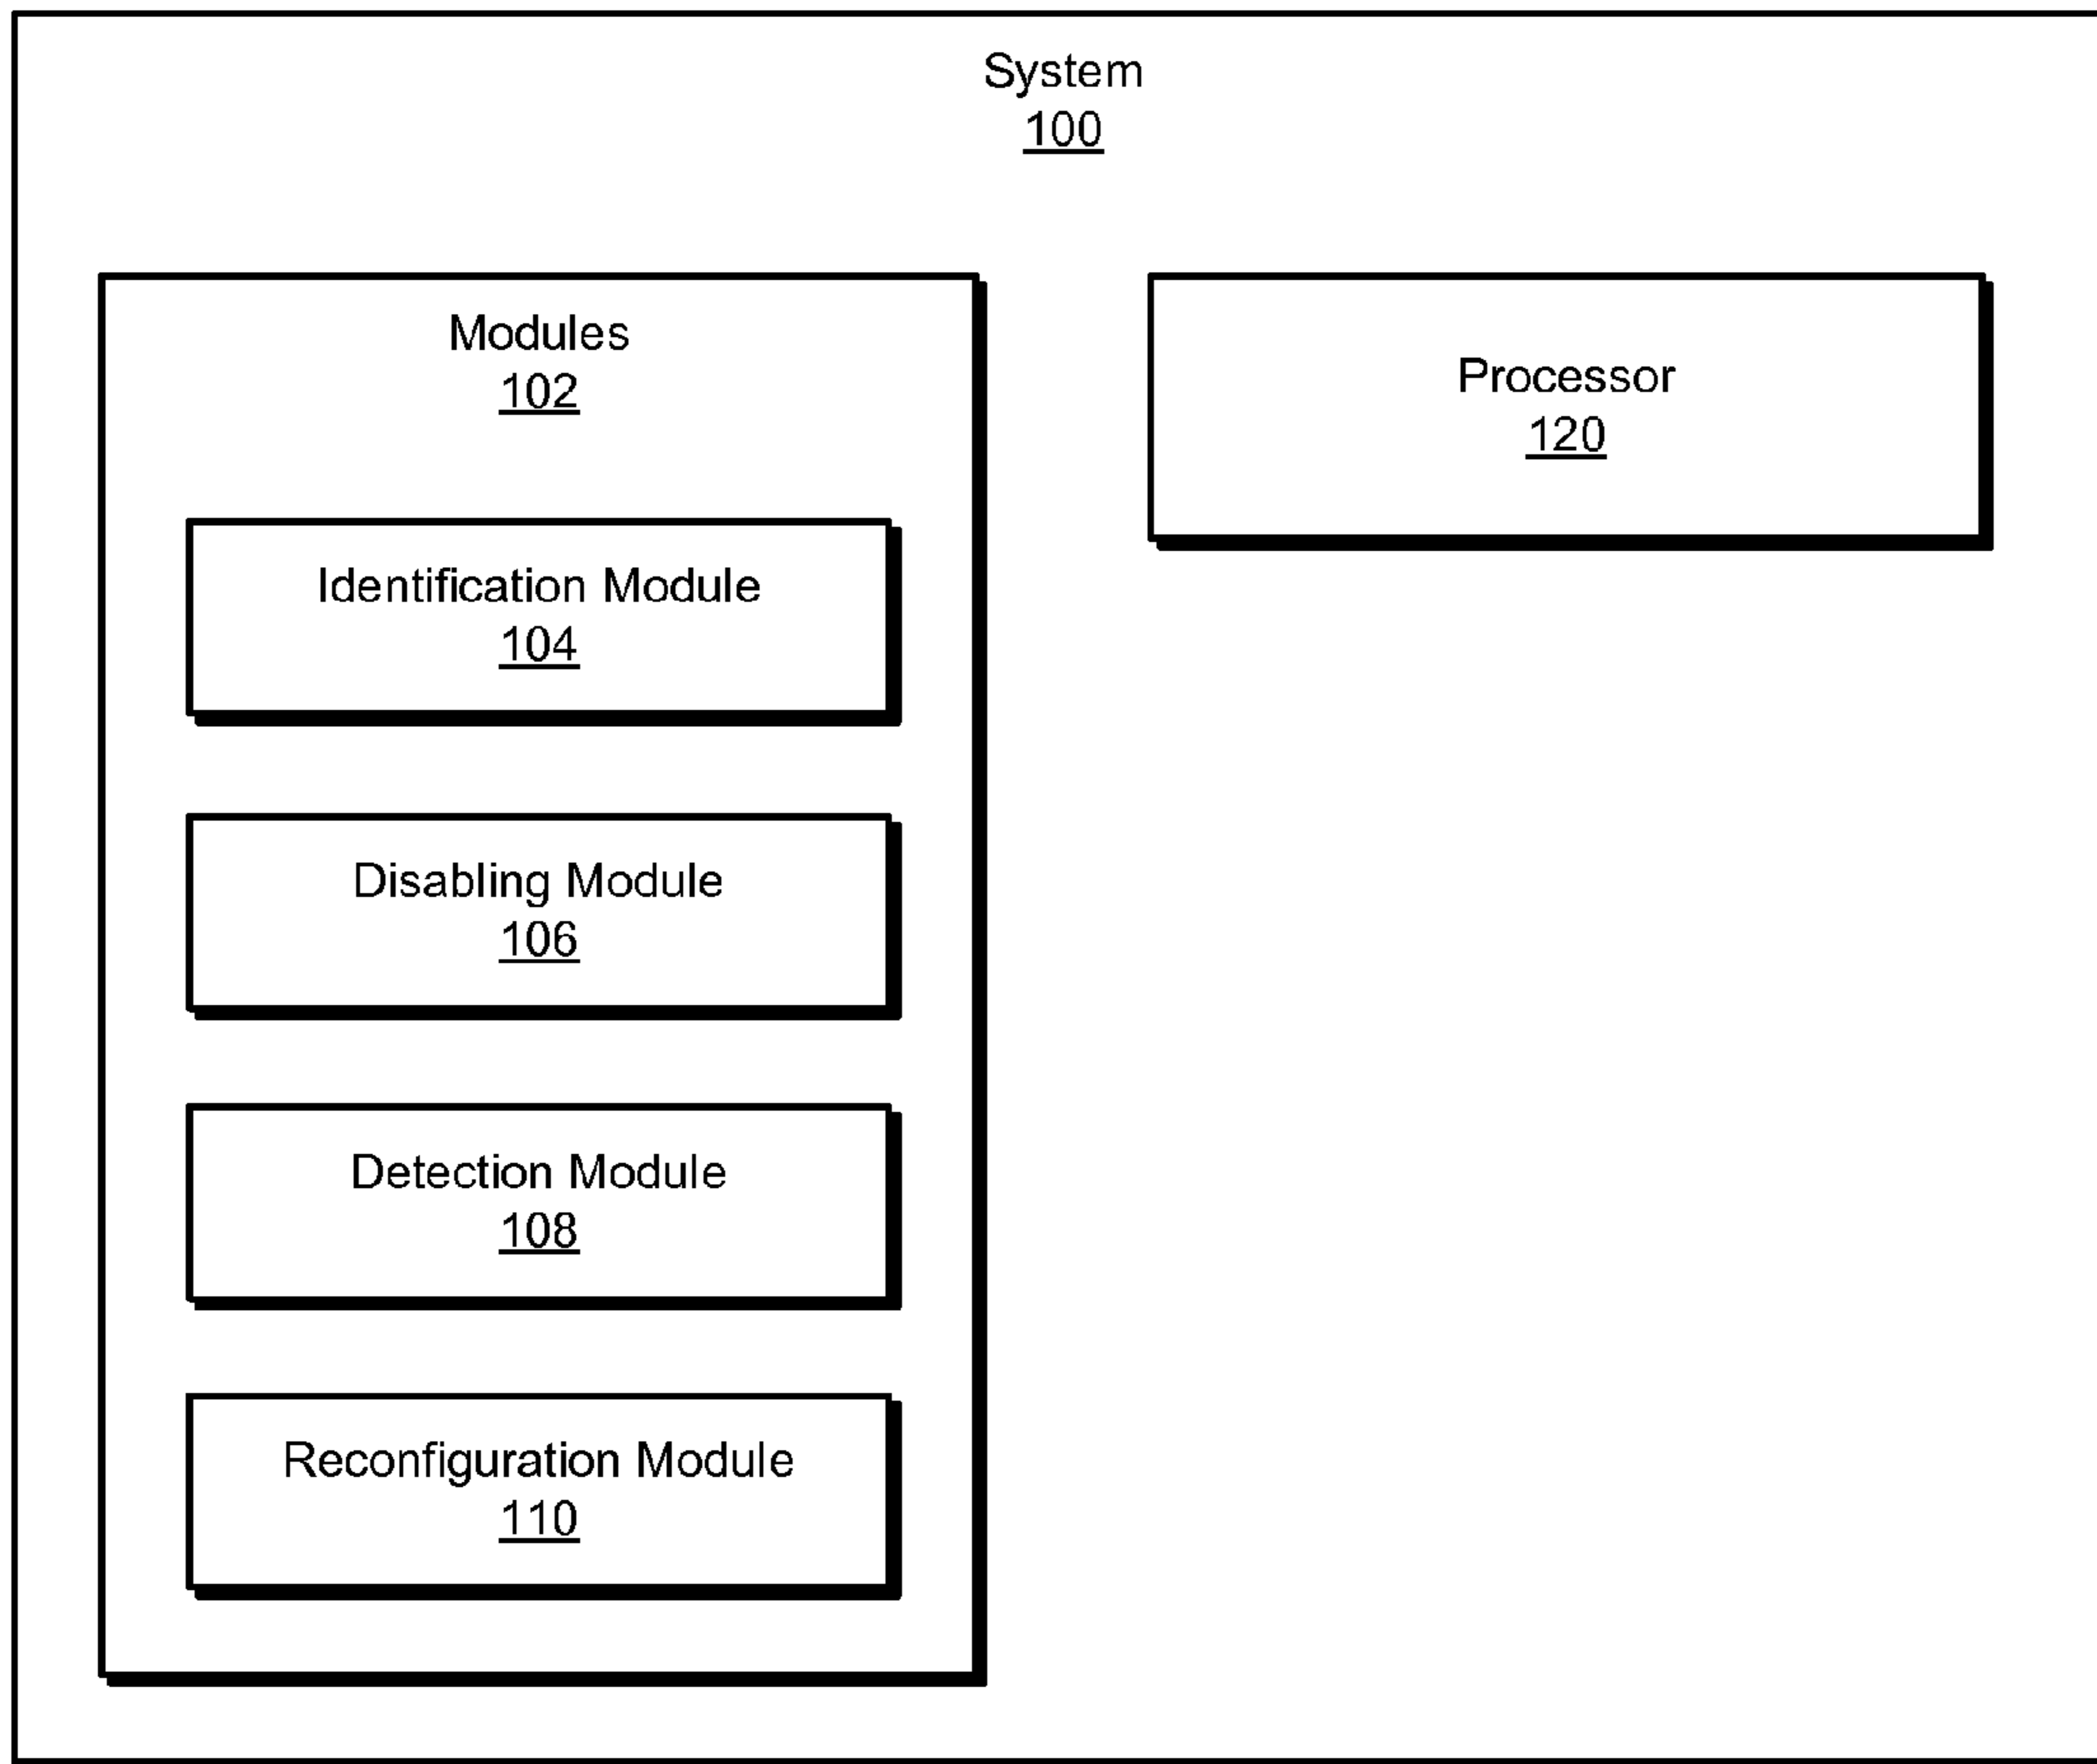 System
100
Modules
102
Identification Module
104
Disabling Module
106
Detection Module
108
Reconfiguration Module
110
Processor
120